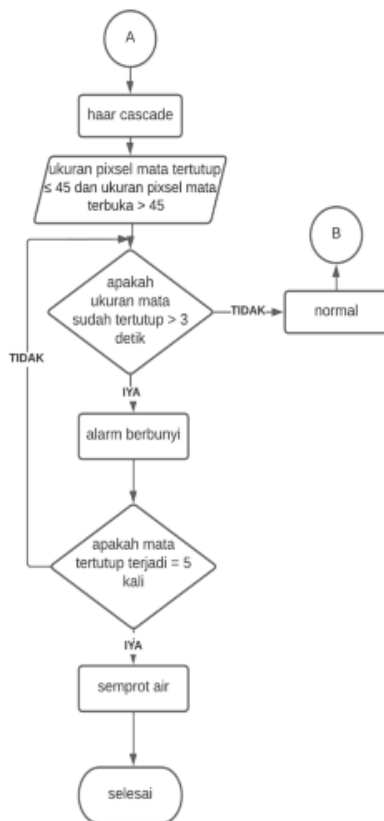 A
haar cascade
ukuran pixsel mata tertutup
≤ 45 dan ukuran pixsel mata
terbuka > 45
B
apakah
ukuran mata
sudah tertutup > 3
detik
TIDAK
normal
TIDAK
IYA
alarm berbunyi
apakah mata
tertutup terjadi = 5
kali
IYA
semprot air
selesai